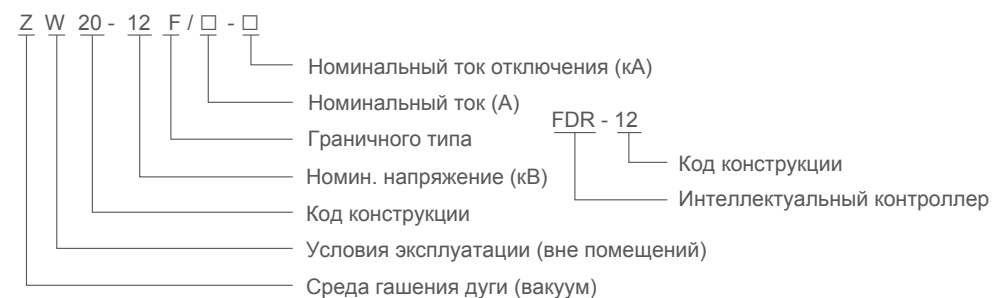 Z W 20 - 12 F / □ - □
Номинальный ток отключения (кА)
Номинальный ток (А)
Граничного типа
Номин. напряжение (кВ)
Код конструкции
Условия эксплуатации (вне помещений)
Среда гашения дуги (вакуум)
FDR - 12
Код конструкции
Интеллектуальный контроллер